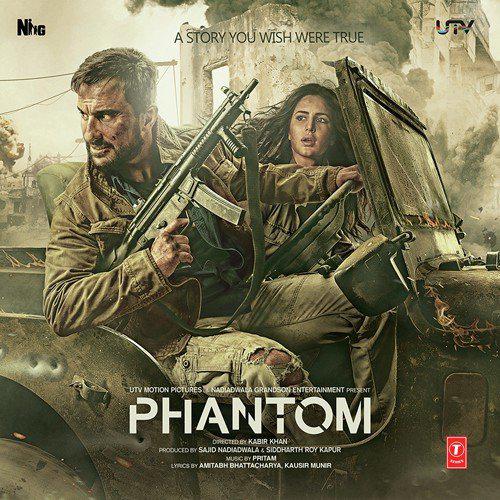 NNG
A STORY YOU WISH WERE TRUE
UTV
UTV MOTION PICTURES & NADIADWALA GRANDSON ENTERTAINMENT PRESENT
PHANTOM
DIRECTED BY KABIR KHAN
PRODUCED BY SAJID NADIADWALA & SIDDHARTH ROY KAPUR
MUSIC BY PRITAM
LYRICS BY AMITABH BHATTACHARYA, KAUSIR MUNIR
T
SERIES